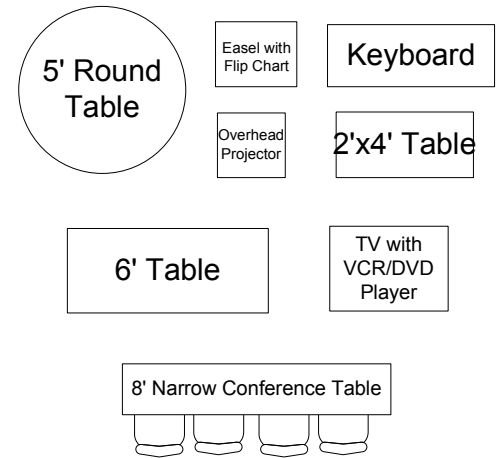 5' Round
Table
Easel with
Flip Chart
Keyboard
Overhead
Projector
2'x4' Table
6' Table
TV with
VCR/DVD
Player
8' Narrow Conference Table